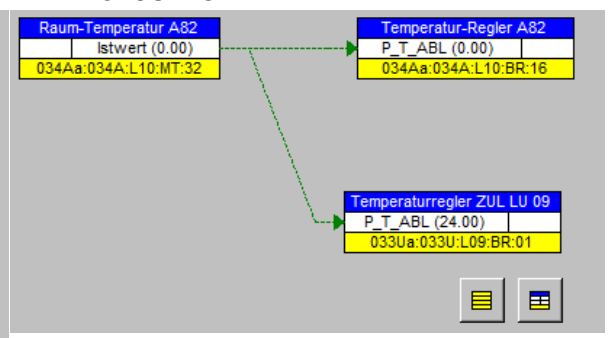 Raum-Temperatur A82
Istwert (0.00)
034Aa:034A:L10:MT:32
Temperatur-Regler A82
P_T_ABL (0.00)
034Aa:034A:L10:BR:16
Temperaturregler ZUL LU 09
P_T_ABL (24.00)
033Ua:033U:L09:BR:01